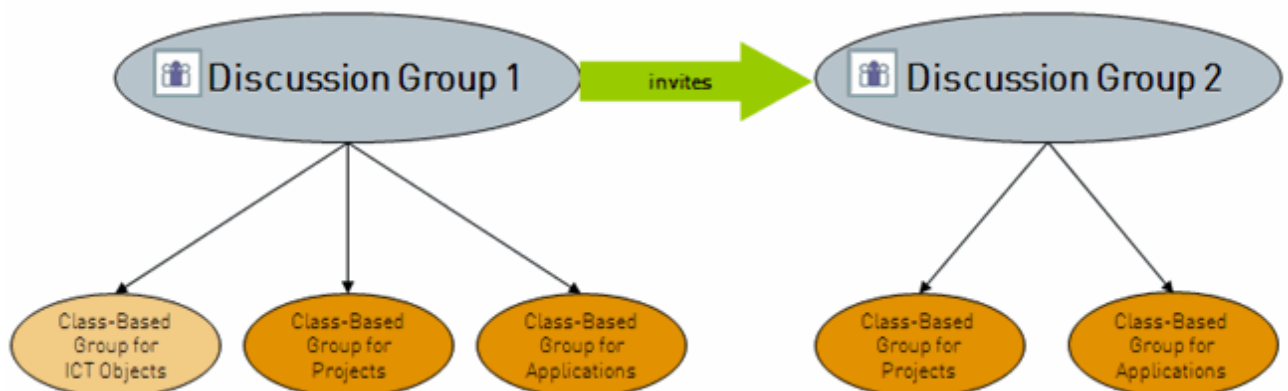 Discussion Group 1
invites
Discussion Group 2
Class-Based
Group for
ICT Objects
Class-Based
Group for
Projects
Class-Based
Group for
Applications
Class-Based
Group for
Projects
Class-Based
Group for
Applications